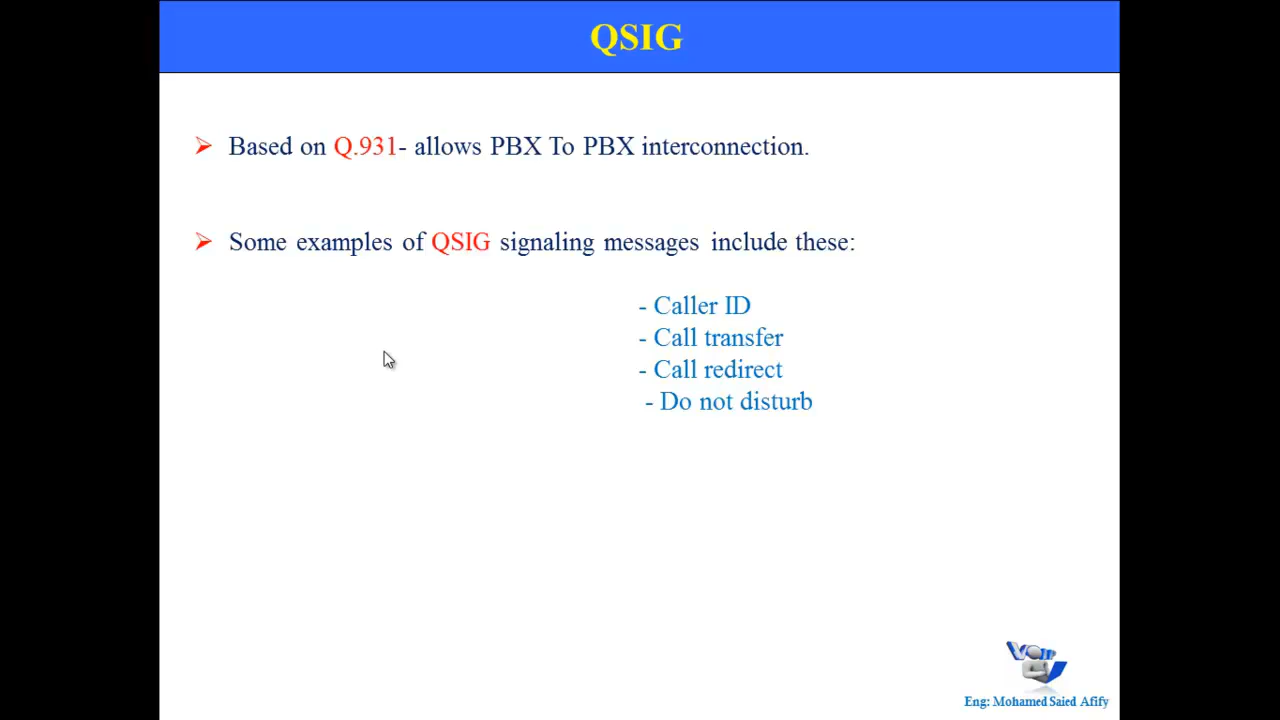 QSIG
Based on Q.931- allows PBX To PBX interconnection.
Some examples of QSIG signaling messages include these:
- Caller ID
- Call transfer
- Call redirect
- Do not disturb
Eng: Mohamed Saied Afify